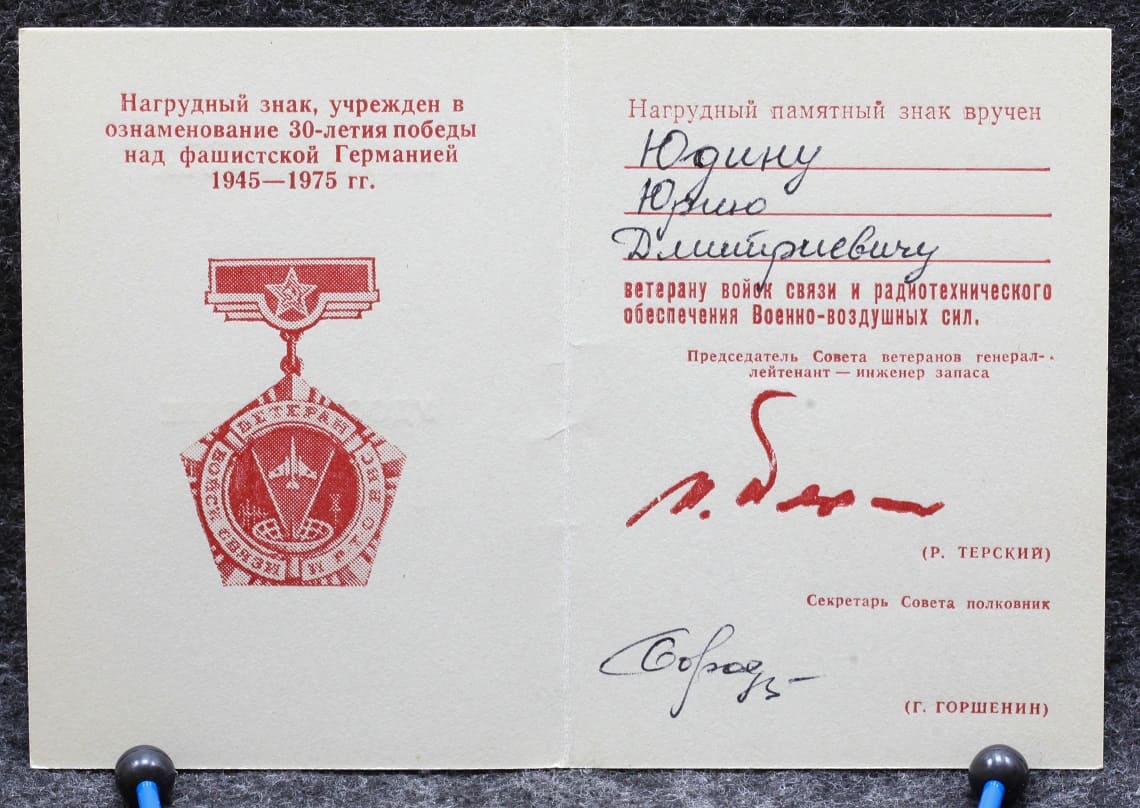 Нагрудный знак, учрежден в
ознаменование 30-летия победы
над фашистской Германией
1945—1975 гг.
ВЕТЕРАН
ВОЙСК СВЯЗИ И РТО ВВС
Нагрудный памятный знак вручен
Юдину
Юрию
Дмитриевичу
ветерану войск связи и радиотехнического
обеспечения Военно-воздушных сил.
Председатель Совета ветеранов генерал-
лейтенант — инженер запаса
(Р. ТЕРСКИЙ)
Секретарь Совета полковник
(Г. ГОРШЕНИН)